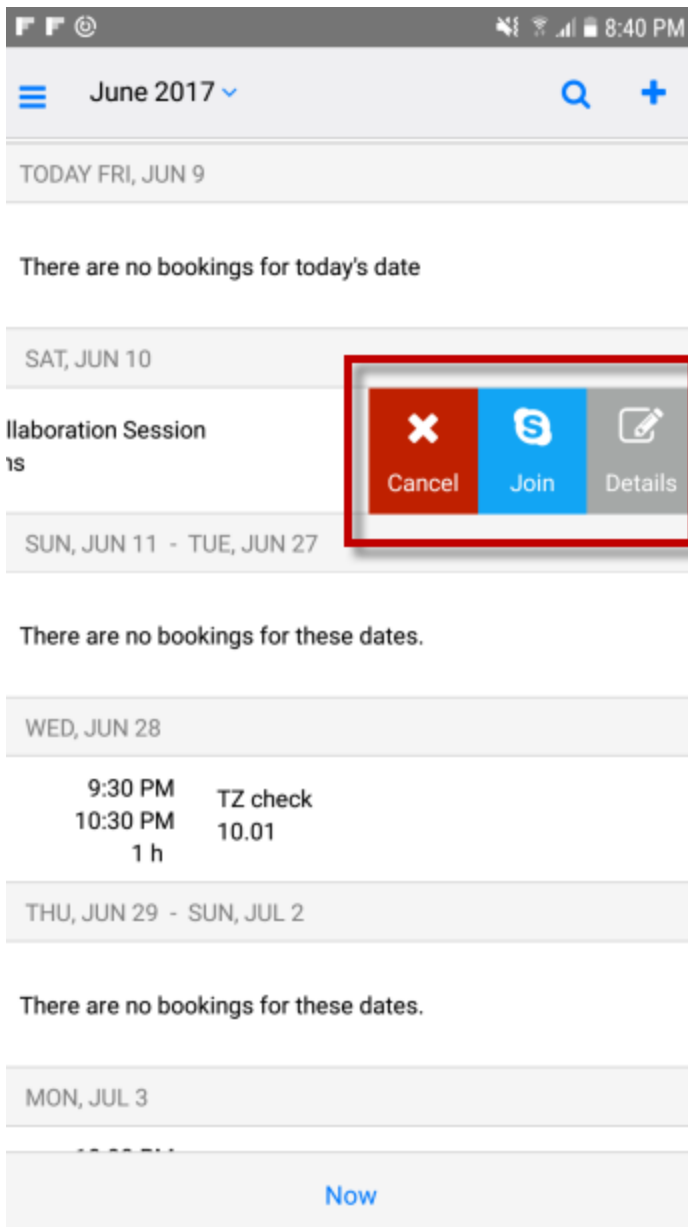 8:40 PM
June 2017
TODAY FRI, JUN 9
There are no bookings for today's date
SAT, JUN 10
llaboration Session
ns
Cancel
Join
Details
SUN, JUN 11 - TUE, JUN 27
There are no bookings for these dates.
WED, JUN 28
9:30 PM
10:30 PM
1 h
TZ check
10.01
THU, JUN 29 - SUN, JUL 2
There are no bookings for these dates.
MON, JUL 3
Now